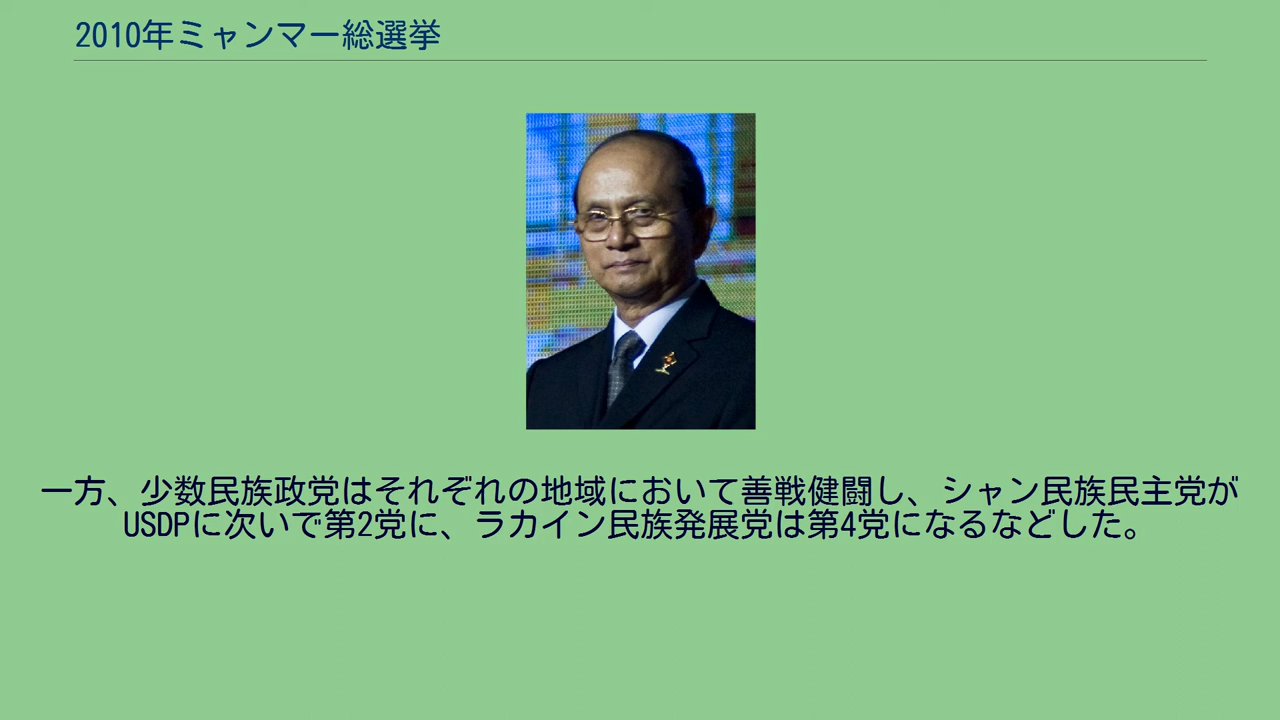 2010年ミャンマー総選挙
一方、少数民族政党はそれぞれの地域において善戦健闘し、シャン民族民主党が
USDPに次いで第2党に、ラカイン民族発展党は第4党になるなどした。